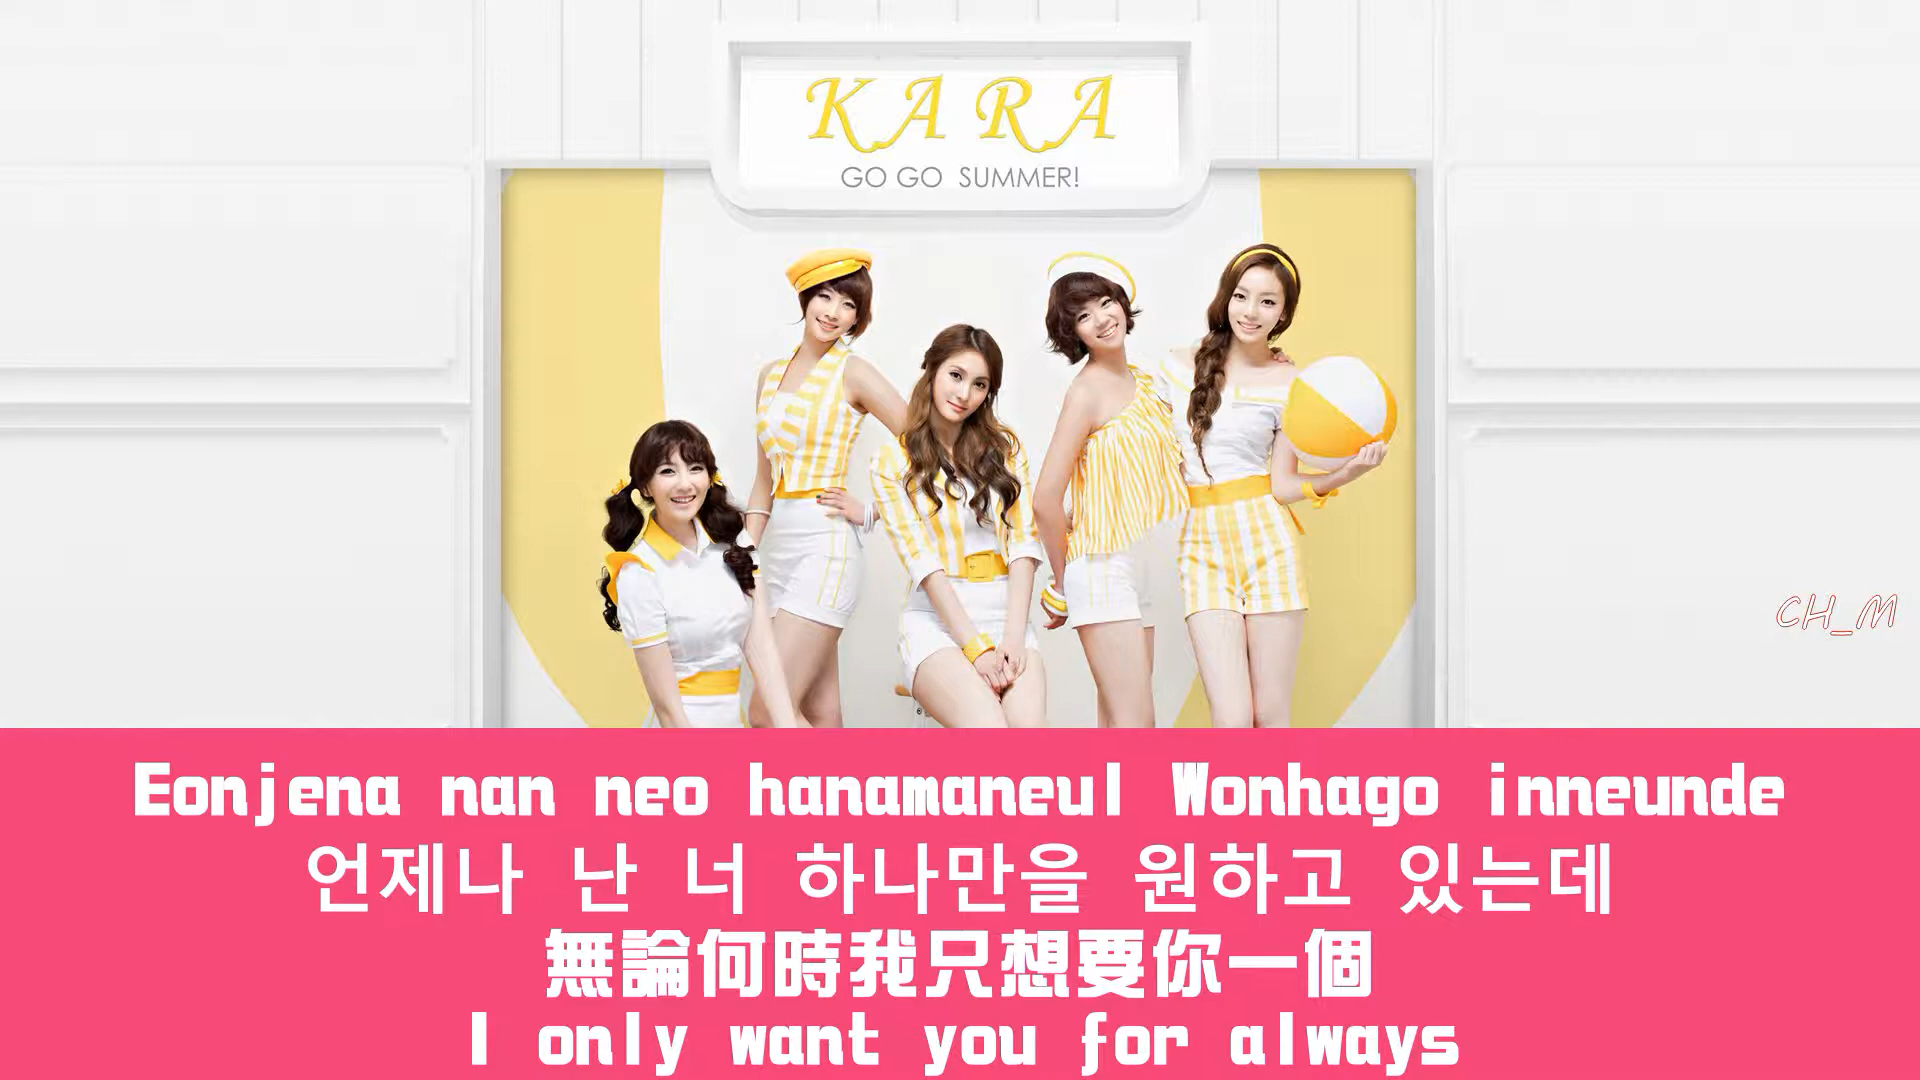 KARA
GO GO SUMMER!
CH_M
Eonjena nan neo hanamaneul Wonhago inneunde
언제나 난 너 하나만을 원하고 있는데
無論何時我只想要你一個
I only want you for always